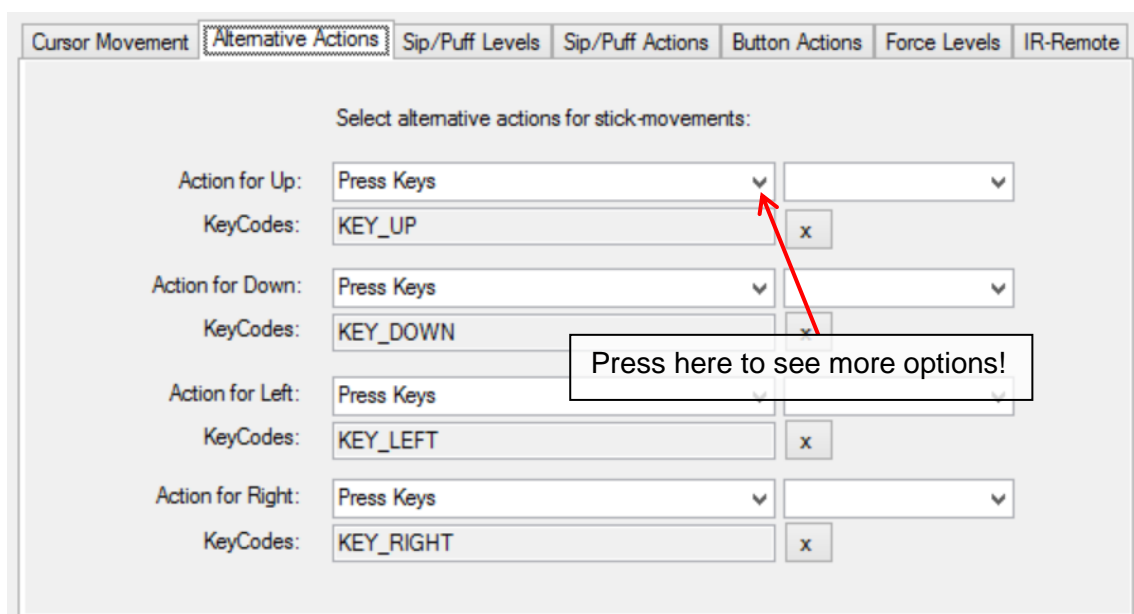 Cursor Movement Alternative Actions Sip/Puff Levels Sip/Puff Actions Button Actions Force Levels IR-Remote
Select alternative actions for stick-movements:
Action for Up: Press Keys
KeyCodes: KEY_UP x
Action for Down: Press Keys
KeyCodes: KEY_DOWN x
Press here to see more options!
Action for Left: Press Keys
KeyCodes: KEY_LEFT x
Action for Right: Press Keys
KeyCodes: KEY_RIGHT x